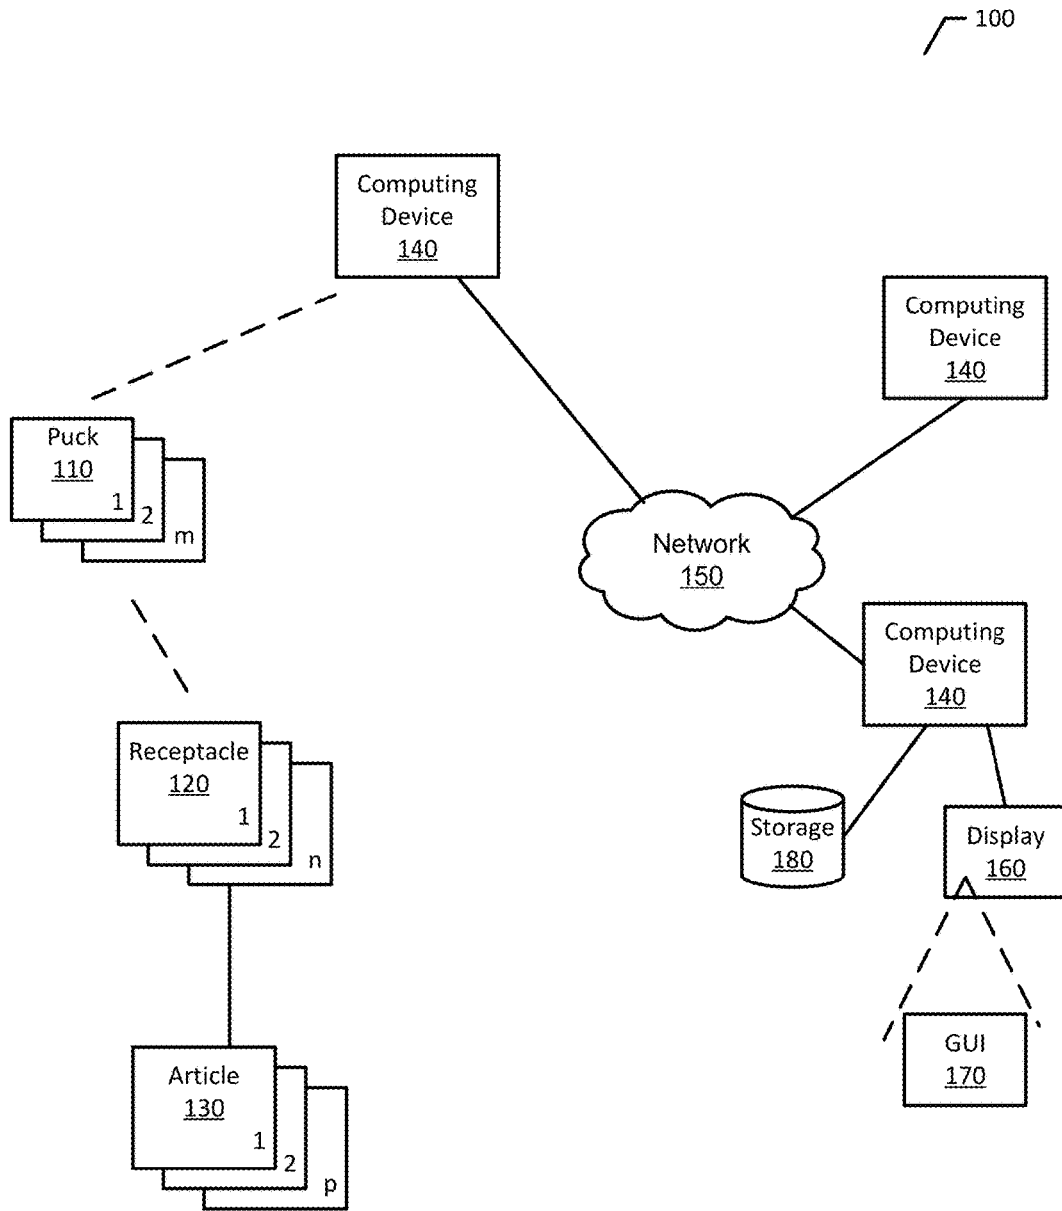 100
Computing
Device
140
Computing
Device
140
Puck
110
1
2
m
Network
150
Computing
Device
140
Receptacle
120
1
2
n
Storage
180
Display
160
GUI
170
Article
130
1
2
p